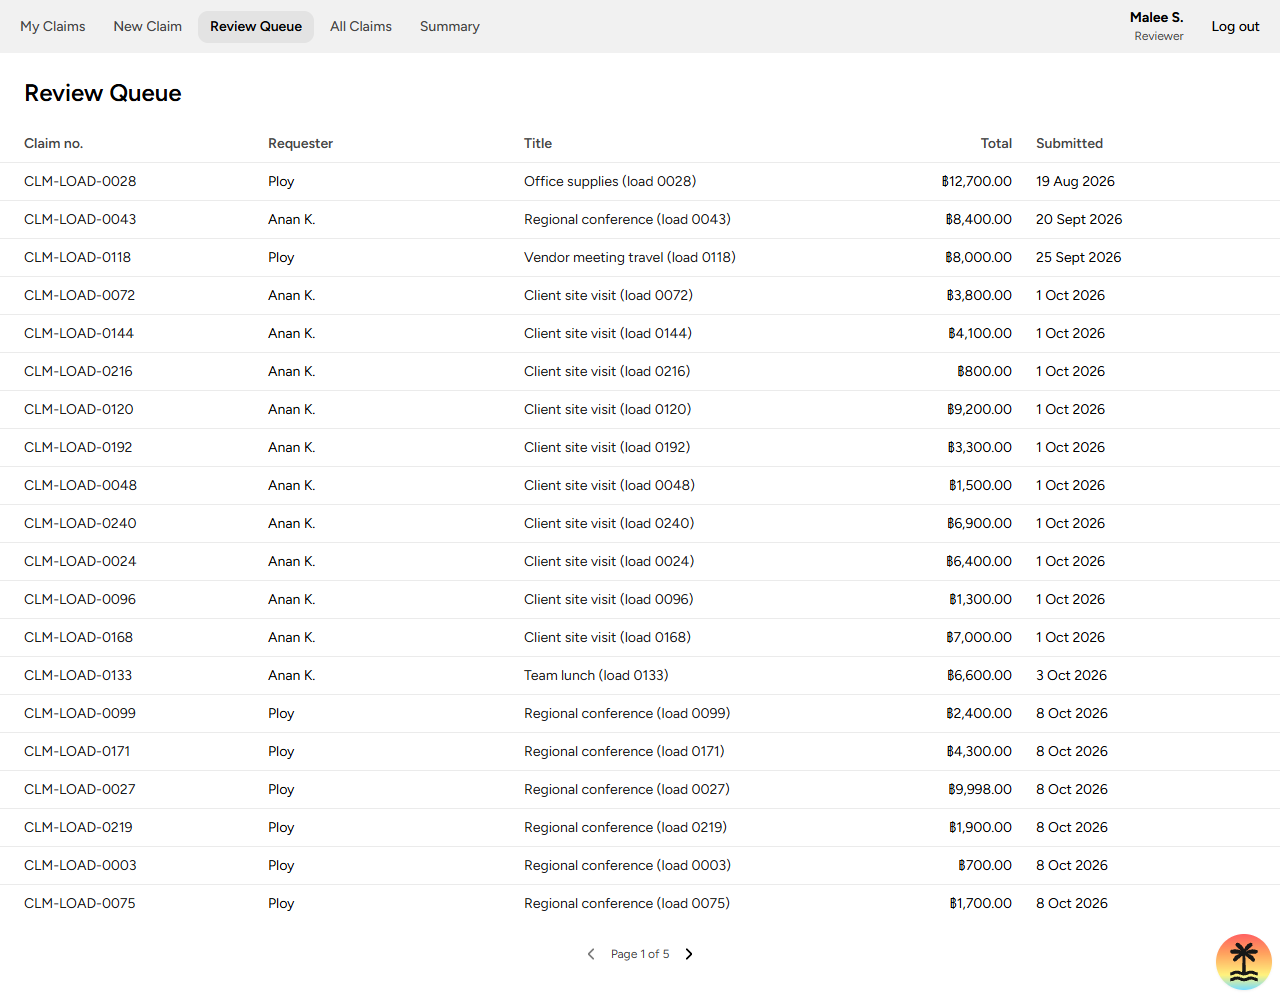 My Claims New Claim Review Queue All Claims Summary Malee S. Reviewer Log out
Review Queue
Claim no. Requester Title Total Submitted
CLM-LOAD-0028 Ploy Office supplies (load 0028) ฿12,700.00 19 Aug 2026
CLM-LOAD-0043 Anan K. Regional conference (load 0043) ฿8,400.00 20 Sept 2026
CLM-LOAD-0118 Ploy Vendor meeting travel (load 0118) ฿8,000.00 25 Sept 2026
CLM-LOAD-0072 Anan K. Client site visit (load 0072) ฿3,800.00 1 Oct 2026
CLM-LOAD-0144 Anan K. Client site visit (load 0144) ฿4,100.00 1 Oct 2026
CLM-LOAD-0216 Anan K. Client site visit (load 0216) ฿800.00 1 Oct 2026
CLM-LOAD-0120 Anan K. Client site visit (load 0120) ฿9,200.00 1 Oct 2026
CLM-LOAD-0192 Anan K. Client site visit (load 0192) ฿3,300.00 1 Oct 2026
CLM-LOAD-0048 Anan K. Client site visit (load 0048) ฿1,500.00 1 Oct 2026
CLM-LOAD-0240 Anan K. Client site visit (load 0240) ฿6,900.00 1 Oct 2026
CLM-LOAD-0024 Anan K. Client site visit (load 0024) ฿6,400.00 1 Oct 2026
CLM-LOAD-0096 Anan K. Client site visit (load 0096) ฿1,300.00 1 Oct 2026
CLM-LOAD-0168 Anan K. Client site visit (load 0168) ฿7,000.00 1 Oct 2026
CLM-LOAD-0133 Anan K. Team lunch (load 0133) ฿6,600.00 3 Oct 2026
CLM-LOAD-0099 Ploy Regional conference (load 0099) ฿2,400.00 8 Oct 2026
CLM-LOAD-0171 Ploy Regional conference (load 0171) ฿4,300.00 8 Oct 2026
CLM-LOAD-0027 Ploy Regional conference (load 0027) ฿9,998.00 8 Oct 2026
CLM-LOAD-0219 Ploy Regional conference (load 0219) ฿1,900.00 8 Oct 2026
CLM-LOAD-0003 Ploy Regional conference (load 0003) ฿700.00 8 Oct 2026
CLM-LOAD-0075 Ploy Regional conference (load 0075) ฿1,700.00 8 Oct 2026
Page 1 of 5